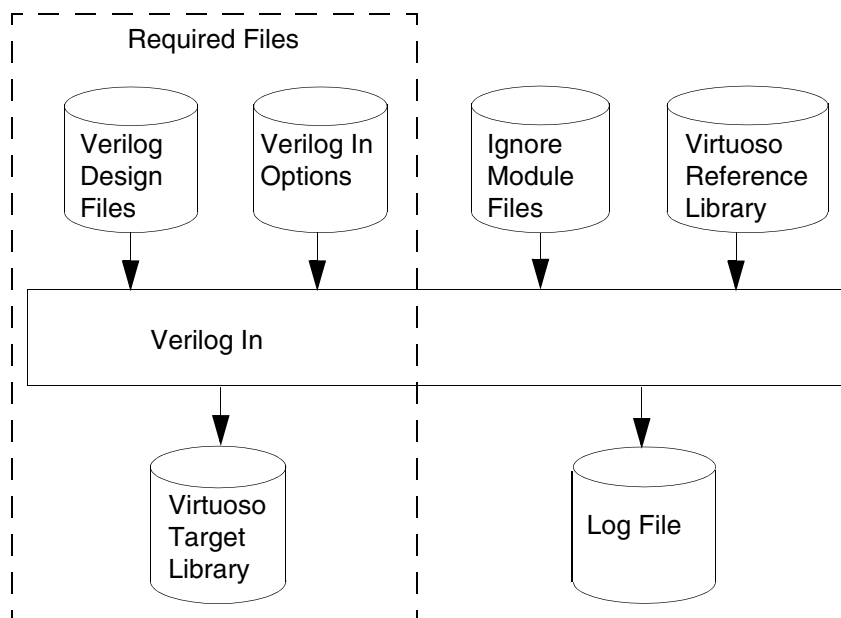 Required Files
Verilog
Design
Files
Verilog In
Options
Ignore
Module
Files
Virtuoso
Reference
Library
Verilog In
Virtuoso
Target
Library
Log File